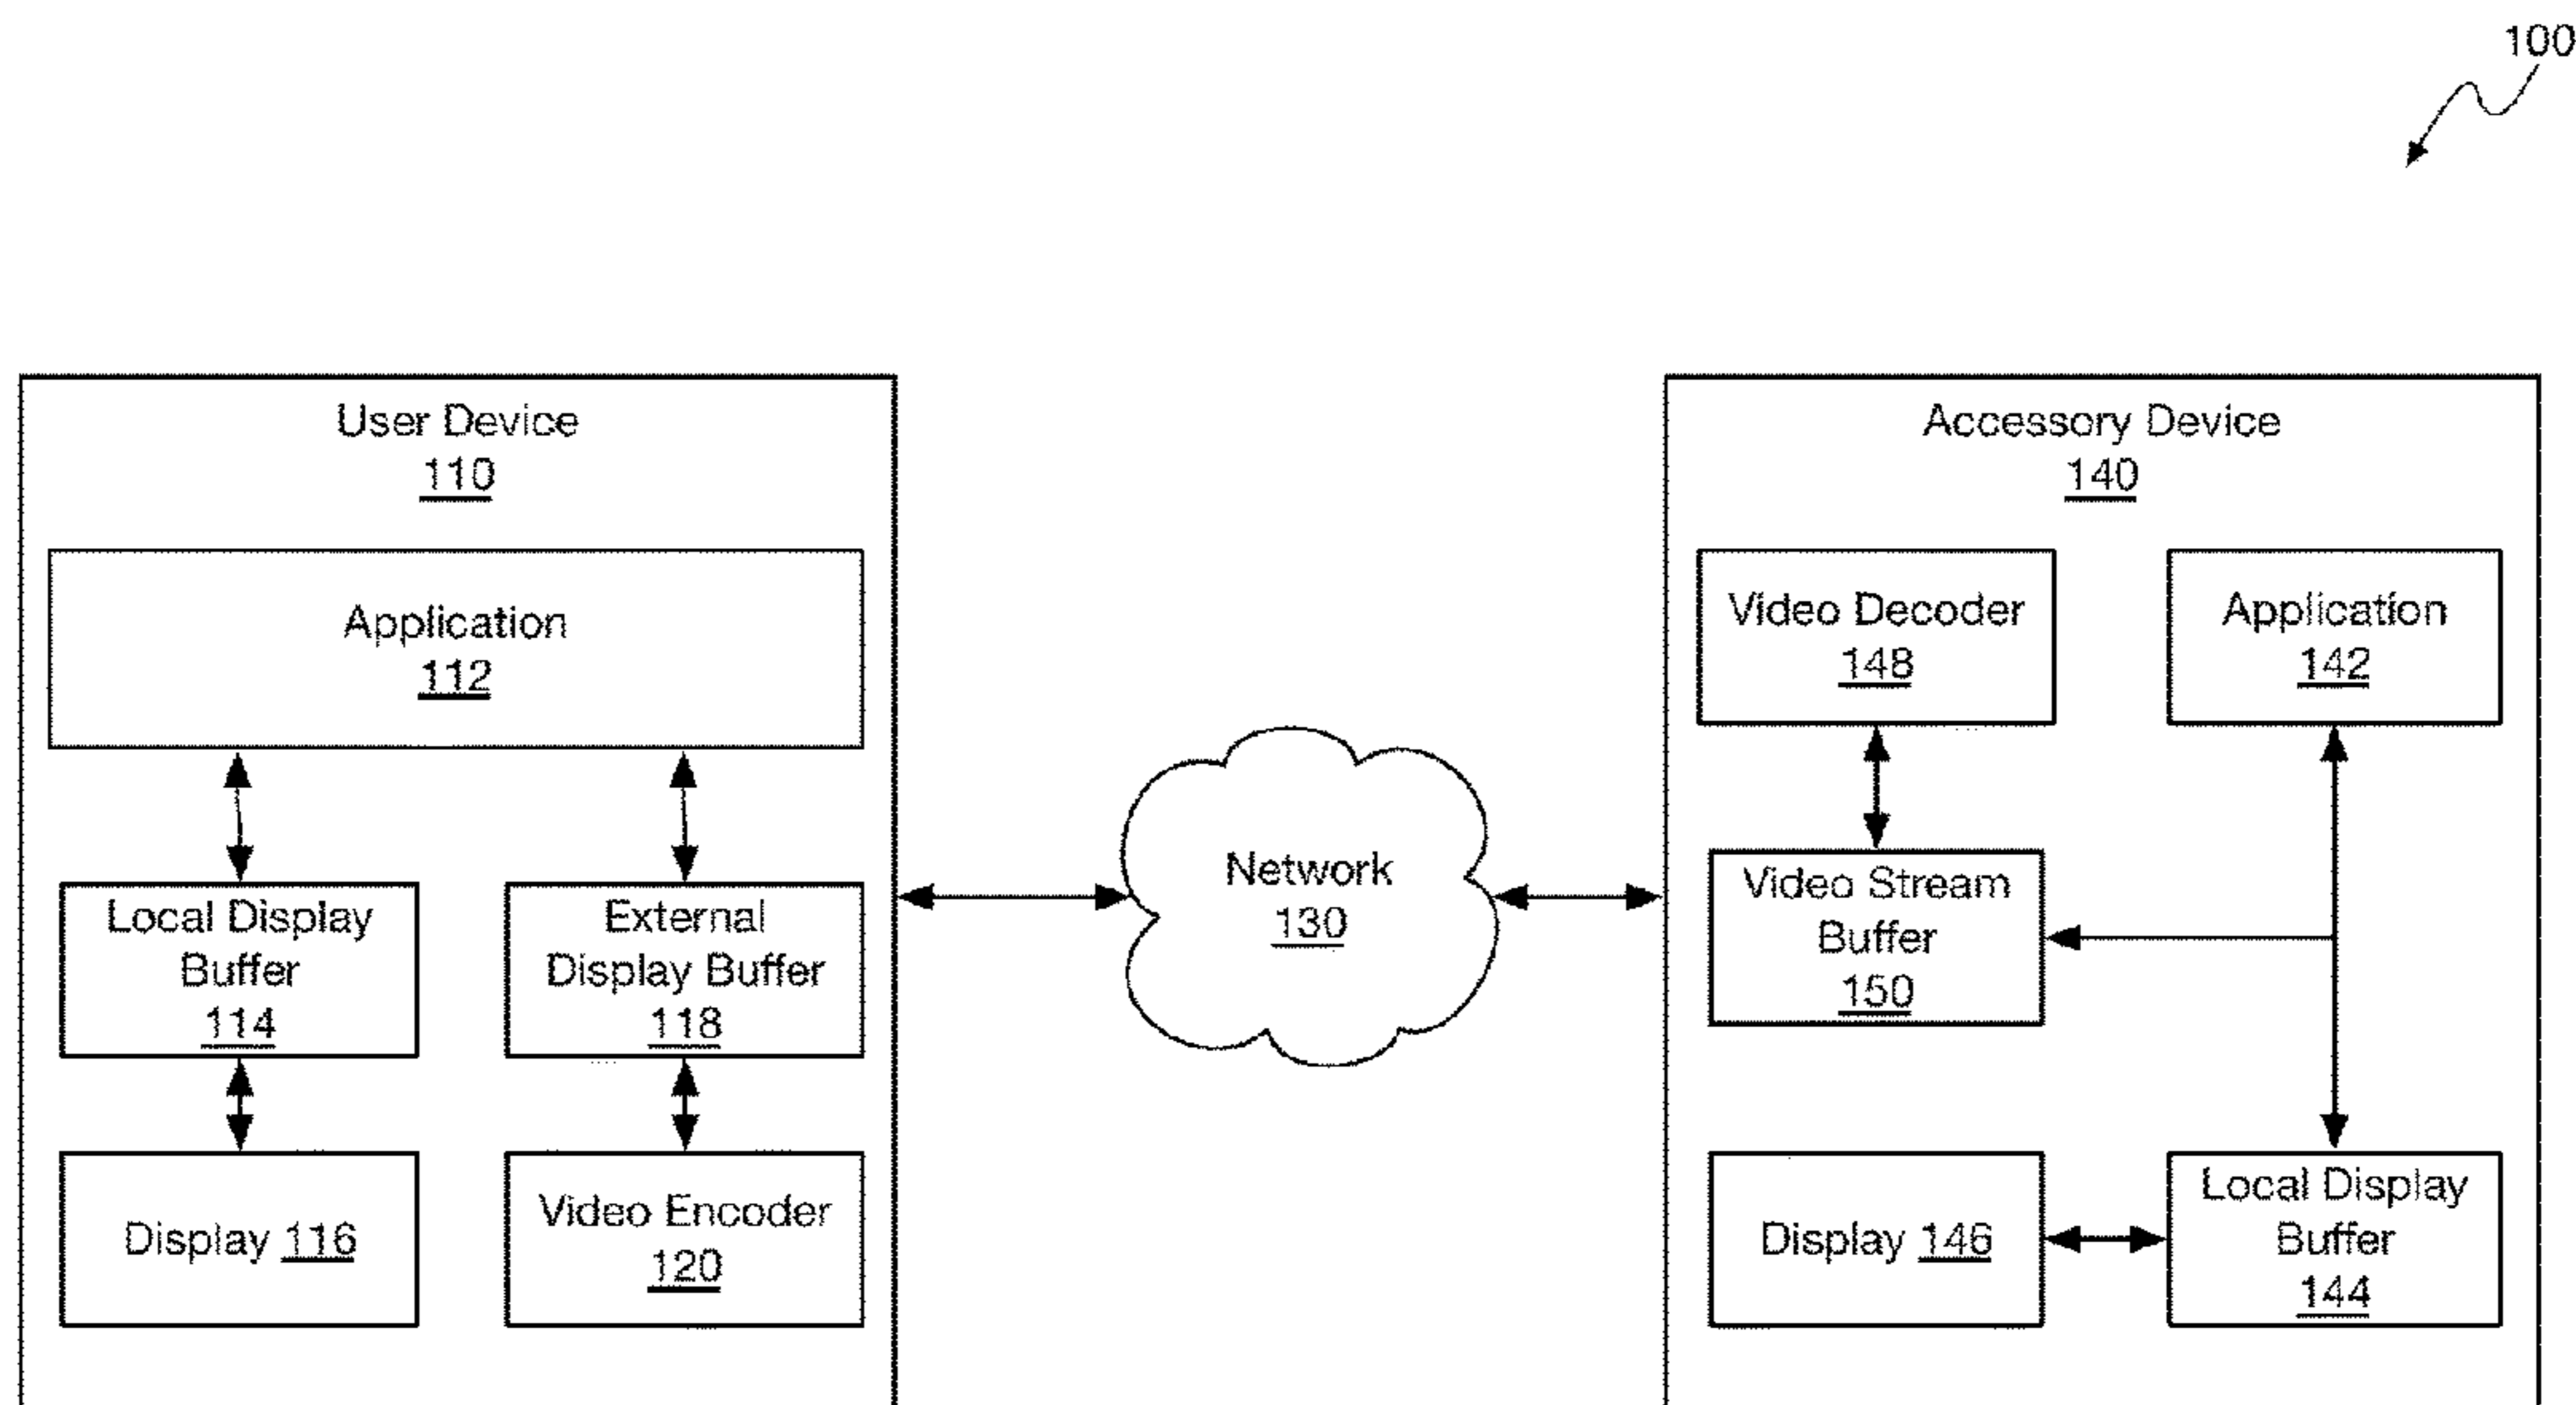 100
User Device
110
Application
112
Local Display
Buffer
114
External
Display Buffer
118
Display 116
Video Encoder
120
Network
130
Accessory Device
140
Video Decoder
148
Application
142
Video Stream
Buffer
150
Display 146
Local Display
Buffer
144